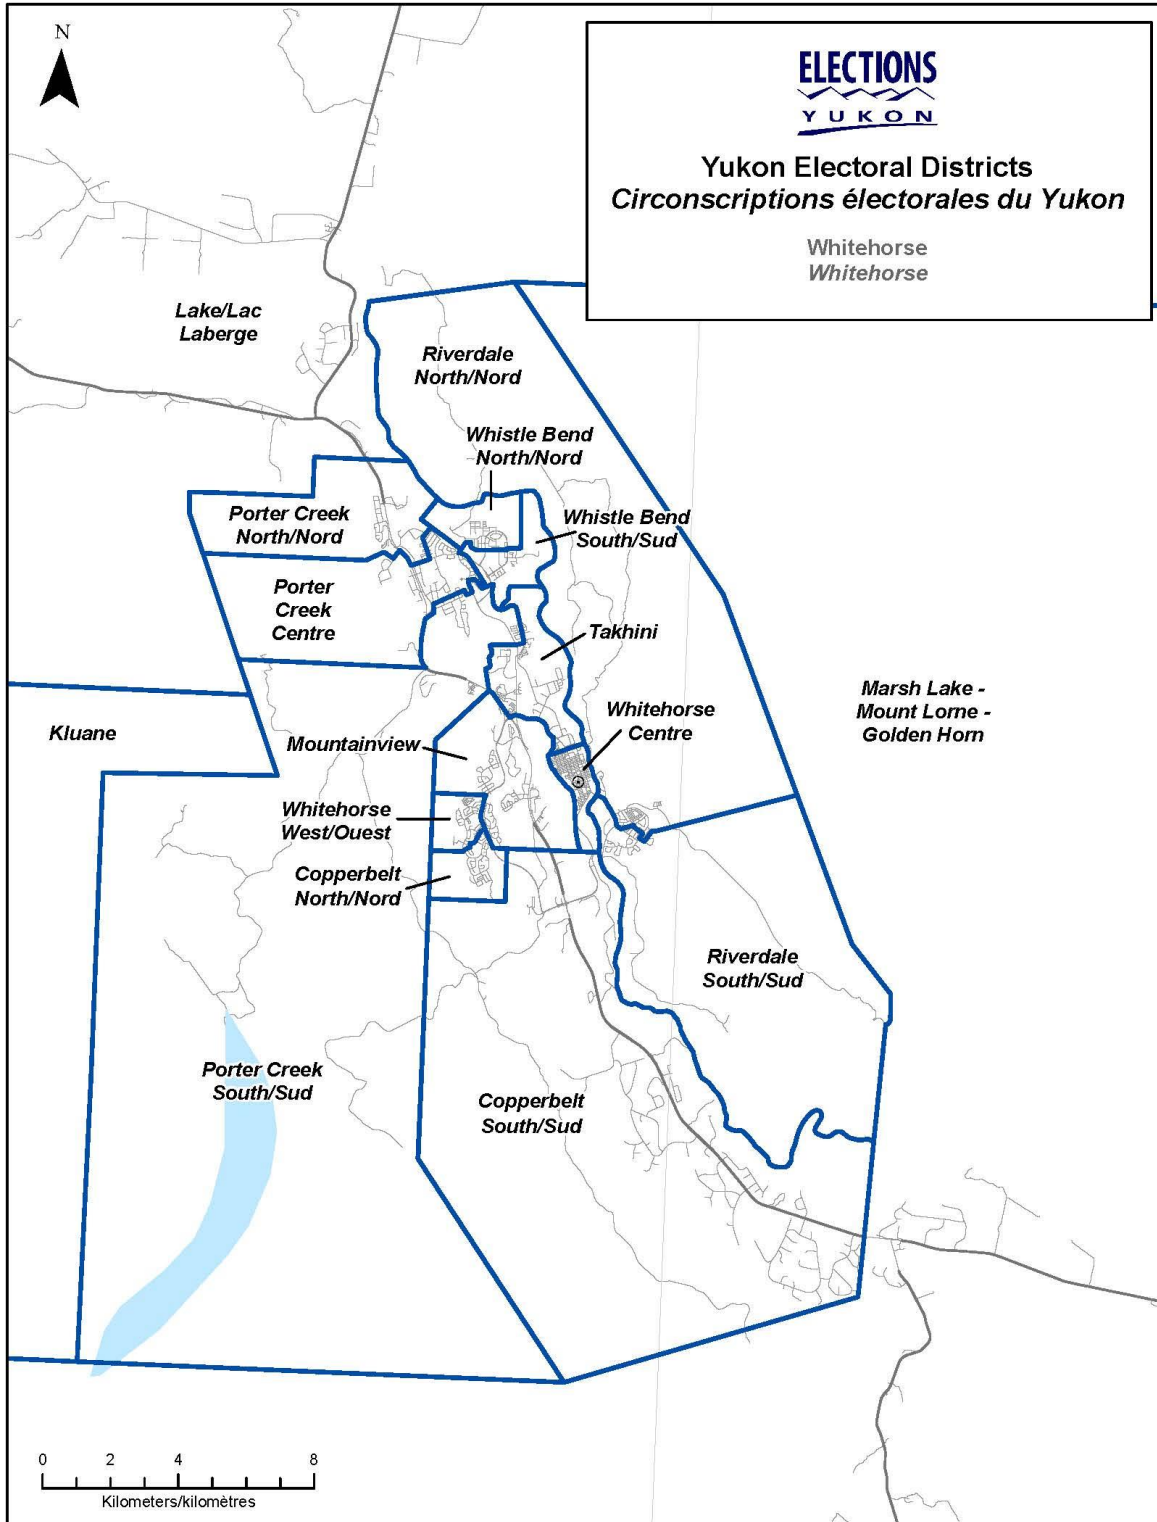 N
ELECTIONS
YUKON
Yukon Electoral Districts
Circonscriptions électorales du Yukon
Whitehorse
Whitehorse
Lake/Lac
Laberge
Riverdale
North/Nord
Whistle Bend
North/Nord
Porter Creek
North/Nord
Whistle Bend
South/Sud
Porter
Creek
Centre
Takhini
Marsh Lake -
Mount Lorne -
Golden Horn
Kluane
Whitehorse
Centre
Mountainview
Whitehorse
West/Ouest
Copperbelt
North/Nord
Riverdale
South/Sud
Porter Creek
South/Sud
Copperbelt
South/Sud
0 2 4 8
Kilometers/kilomètres